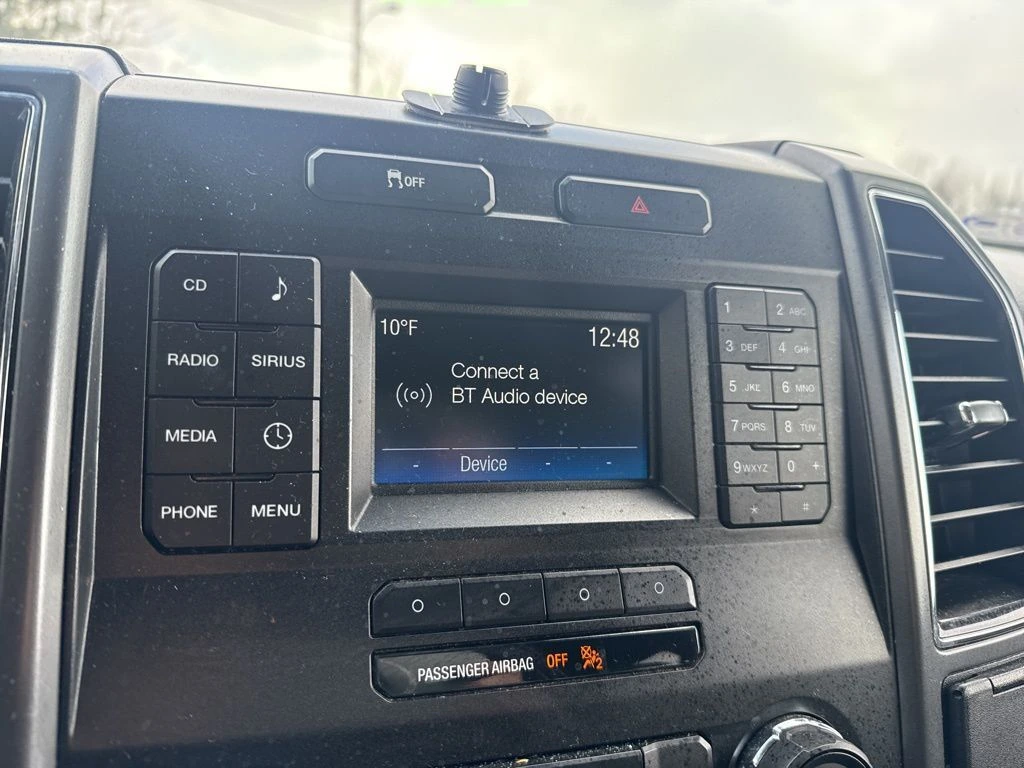 OFF
CD
RADIO
SIRIUS
MEDIA
PHONE
MENU
10°F
12:48
Connect a
BT Audio device
-
Device
-
-
1
2 ABC
3 DEF
4 GHI
5 JKL
6 MNO
7 PQRS
8 TUV
9 WXYZ
0 +
*
#
PASSENGER AIRBAG OFF
2